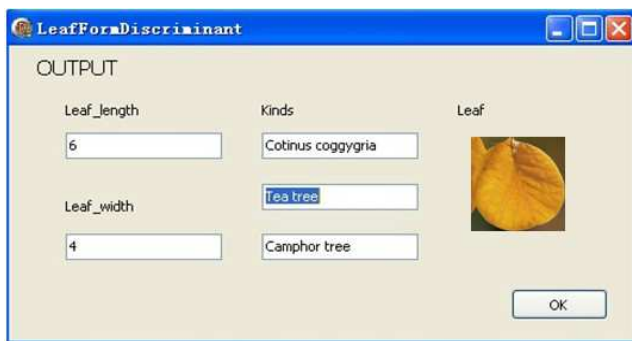 LeafFormDiscriminant
OUTPUT
Leaf_length
Kinds
Leaf
6
Cotinus coggygria
Tea tree
Leaf_width
4
Camphor tree
OK